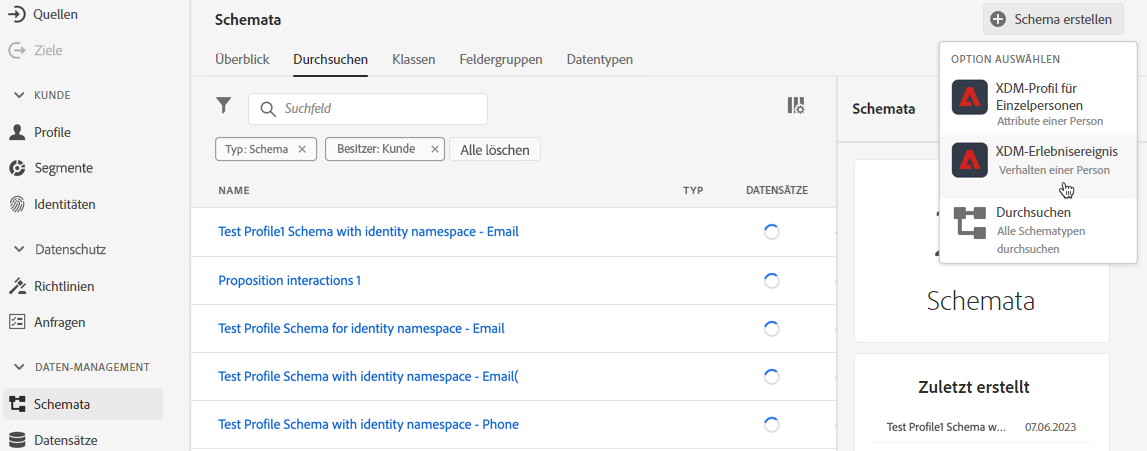 Quellen
Ziele
KUNDE
Profile
Segmente
Identitäten
Datenschutz
Richtlinien
Anfragen
DATEN-MANAGEMENT
Schemata
Datensätze
Schemata
Schema erstellen
Überblick Durchsuchen Klassen Feldergruppen Datentypen
Suchfeld
Typ: Schema × Besitzer: Kunde × Alle löschen
NAME TYP DATENSÄTZE
Test Profile1 Schema with identity namespace - Email
Proposition interactions 1
Test Profile Schema for identity namespace - Email
Test Profile Schema with identity namespace - Email(
Test Profile Schema with identity namespace - Phone
OPTION AUSWÄHLEN
XDM-Profil für
Einzelpersonen
Attribute einer Person
XDM-Erlebnisereignis
Verhalten einer Person
Durchsuchen
Alle Schematypen
durchsuchen
Schemata
Schemata
Zuletzt erstellt
Test Profile1 Schema w... 07.06.2023